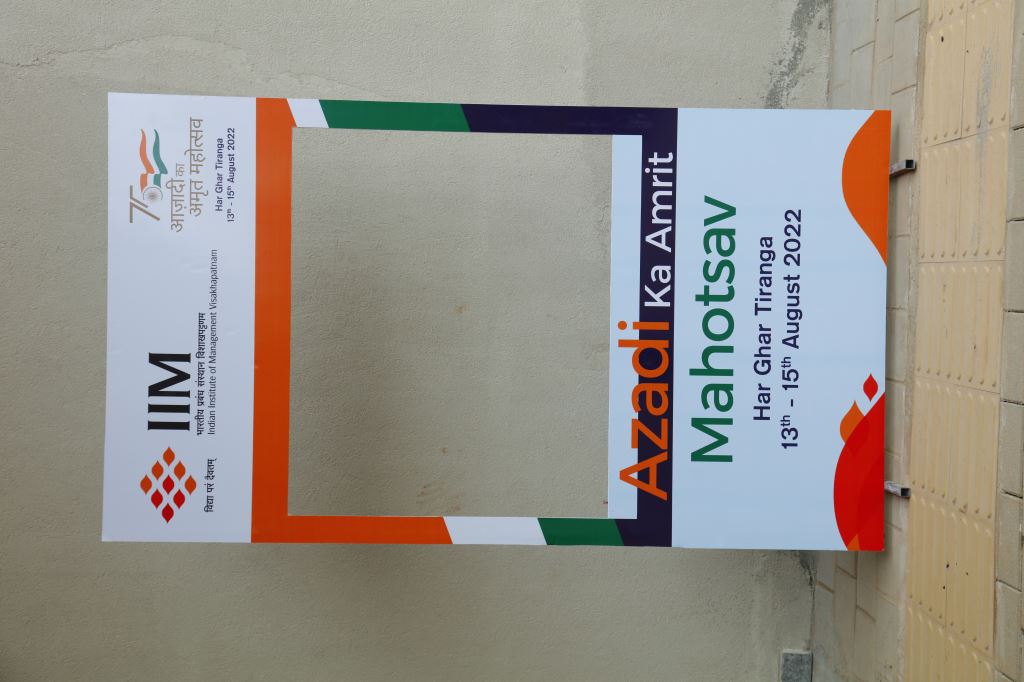 विद्या परं दैवतम्
IIM
भारतीय प्रबंध संस्थान विशाखपट्टणम
Indian Institute of Management Visakhapatnam
75
आज़ादी का
अमृत महोत्सव
Har Ghar Tiranga
13th - 15th August 2022
Azadi Ka Amrit
Mahotsav
Har Ghar Tiranga
13th - 15th August 2022